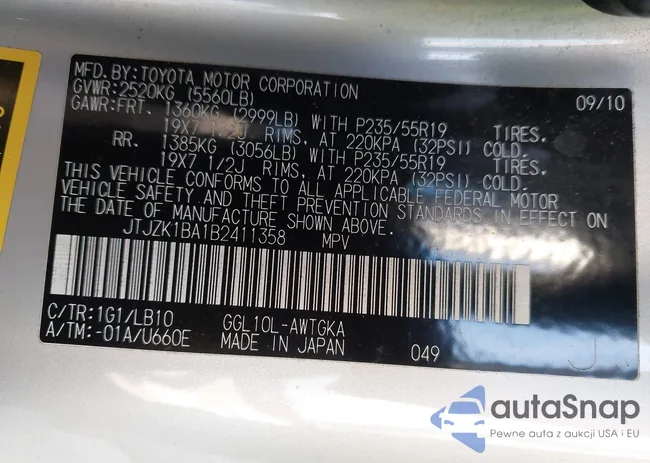 MFD. BY: TOYOTA MOTOR CORPORATION 09/10
GVWR: 2520KG (5560LB)
GAWR: FRT. 1360KG (2999LB) WITH P235/55R19 TIRES.
19X7 1/2J RIMS, AT 220KPA (32PSI) COLD.
RR. 1385KG (3056LB) WITH P235/55R19 TIRES.
19X7 1/2J RIMS, AT 220KPA (32PSI) COLD.
THIS VEHICLE CONFORMS TO ALL APPLICABLE FEDERAL MOTOR
VEHICLE SAFETY AND THEFT PREVENTION STANDARDS IN EFFECT ON
THE DATE OF MANUFACTURE SHOWN ABOVE.
JTJZK1BA1B2411358 MPV
C/TR: 1G1/LB10 GGL10L-AWTGKA
A/TM: -01A/U660E MADE IN JAPAN 049 J
autaSnap
Pewne auta z aukcji USA i EU